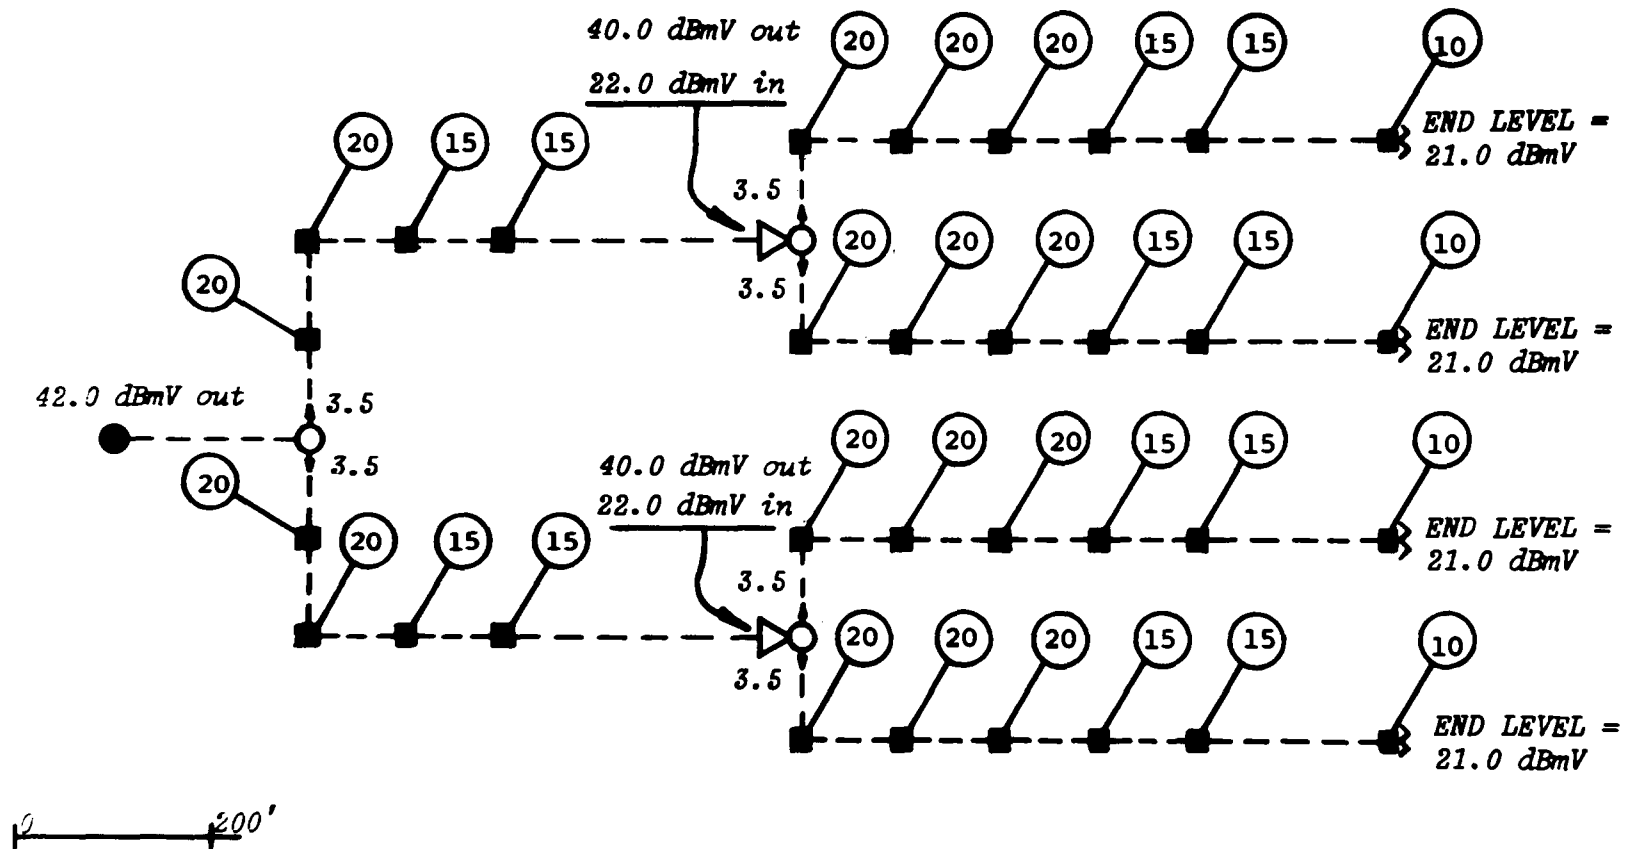 40.0 dBmV out
22.0 dBmV in
20 20 20 15 15 10
END LEVEL =
21.0 dBmV
20 15 15
3.5
3.5
20 20 20 15 15 10
END LEVEL =
21.0 dBmV
20
42.0 dBmV out
3.5
3.5
20
20 15 15
40.0 dBmV out
22.0 dBmV in
20 20 20 15 15 10
END LEVEL =
21.0 dBmV
3.5
3.5
20 20 20 15 15 10
END LEVEL =
21.0 dBmV
0 200'